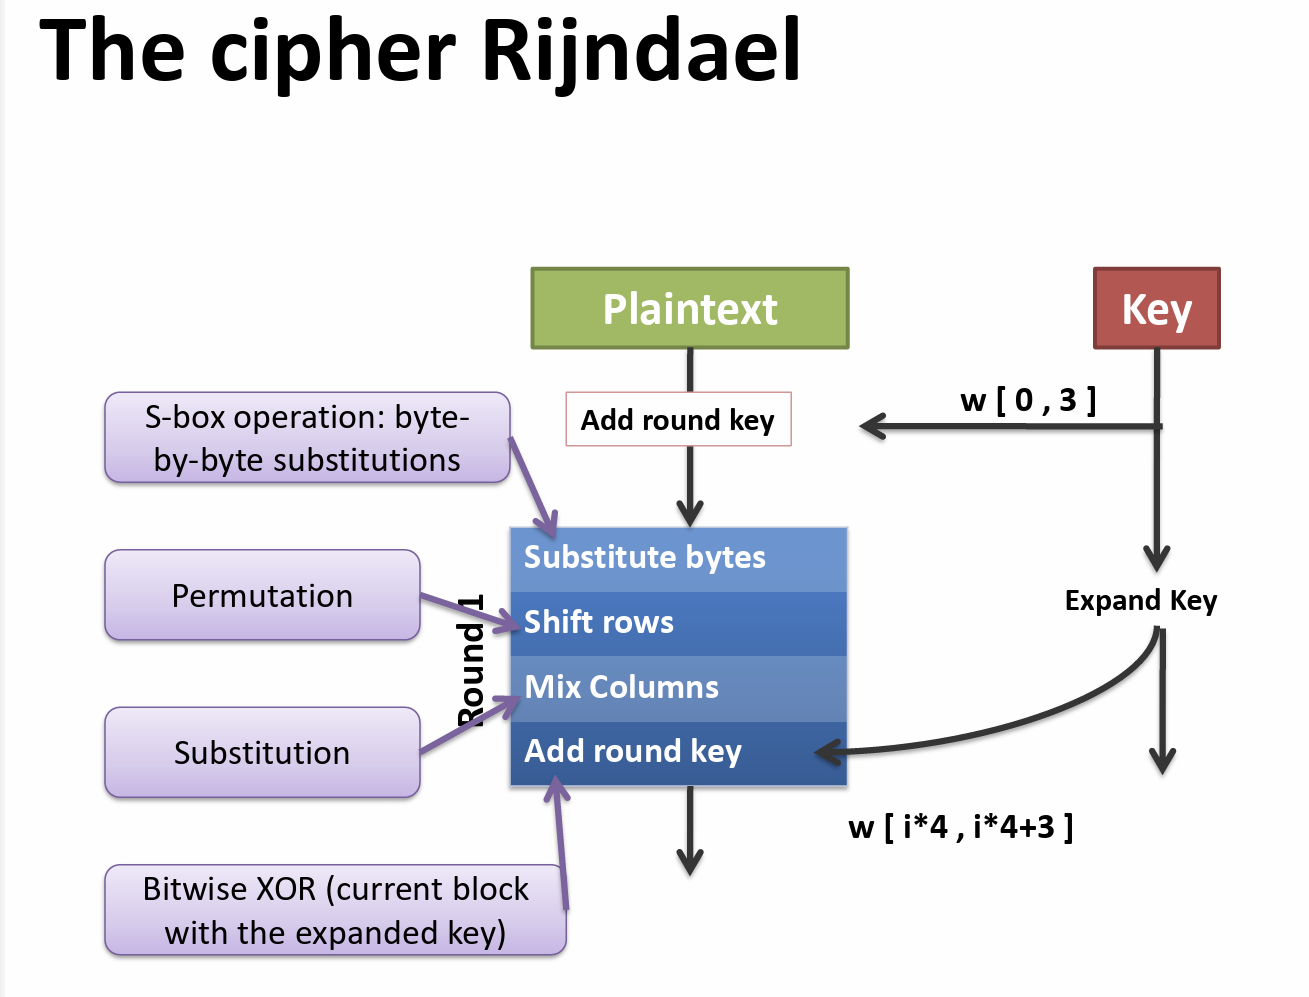 The cipher Rijndael
Plaintext
Key
S-box operation: byte-
by-byte substitutions
Add round key
w [ 0 , 3 ]
Substitute bytes
Permutation
Expand Key
Round 1
Shift rows
Mix Columns
Substitution
Add round key
w [ i*4 , i*4+3 ]
Bitwise XOR (current block
with the expanded key)